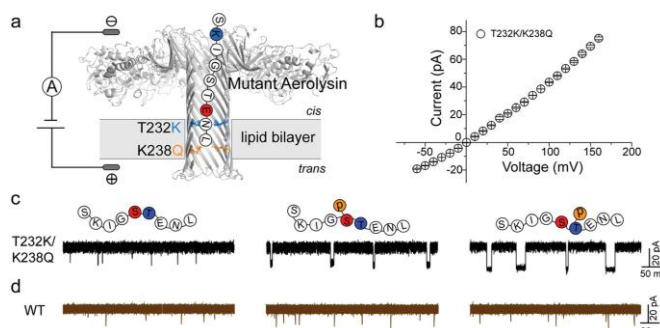 a
⊖
A
⊕
S
K
I
G
S
T
E
N
L
Mutant Aerolysin
cis
T232K
K238Q
lipid bilayer
trans
b
T232K/K238Q
Current (pA)
80
60
40
20
0
-20
0
50
100
150
200
Voltage (mV)
c
S K I G S T E N L
p
S K I G S T E N L
p
S K I G S T E N L
T232K/
K238Q
20 pA
50 m
d
WT
20 pA